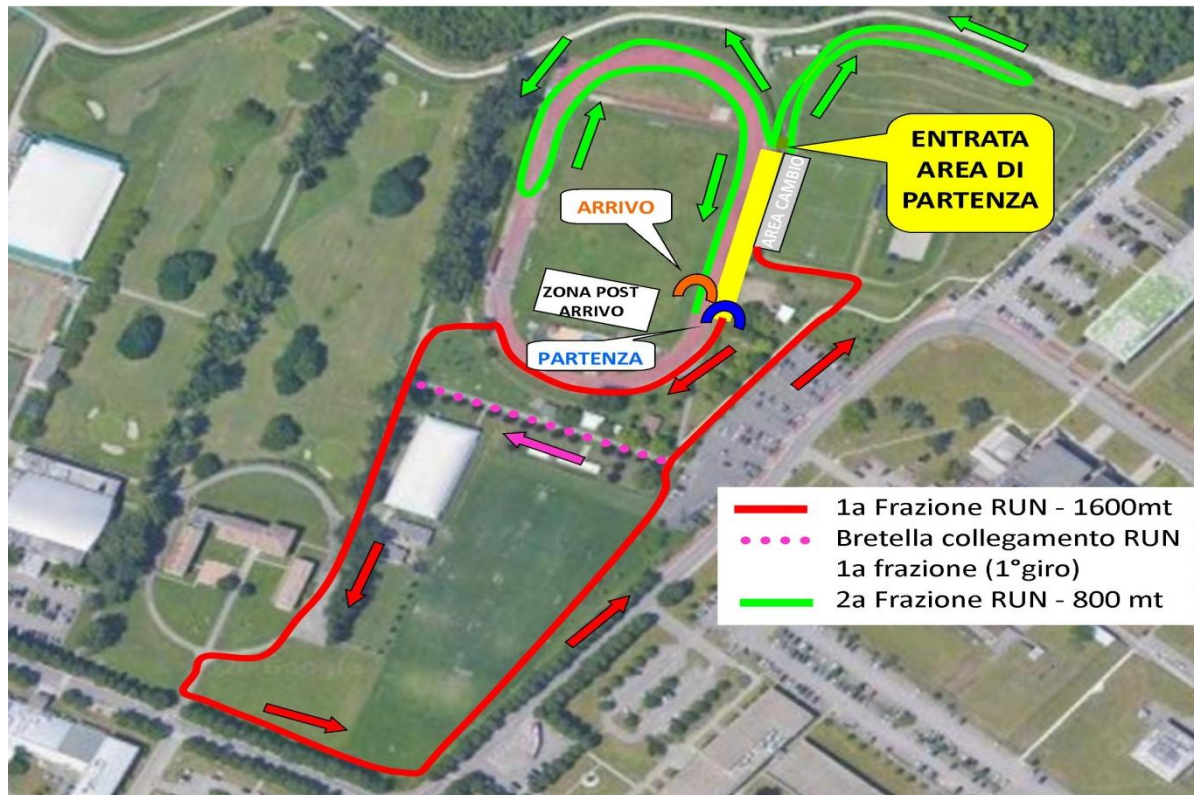 ENTRATA
AREA DI
PARTENZA
AREA CAMBIO
ARRIVO
ZONA POST
ARRIVO
PARTENZA
1a Frazione RUN - 1600mt
Bretella collegamento RUN
1a frazione (1°giro)
2a Frazione RUN - 800 mt